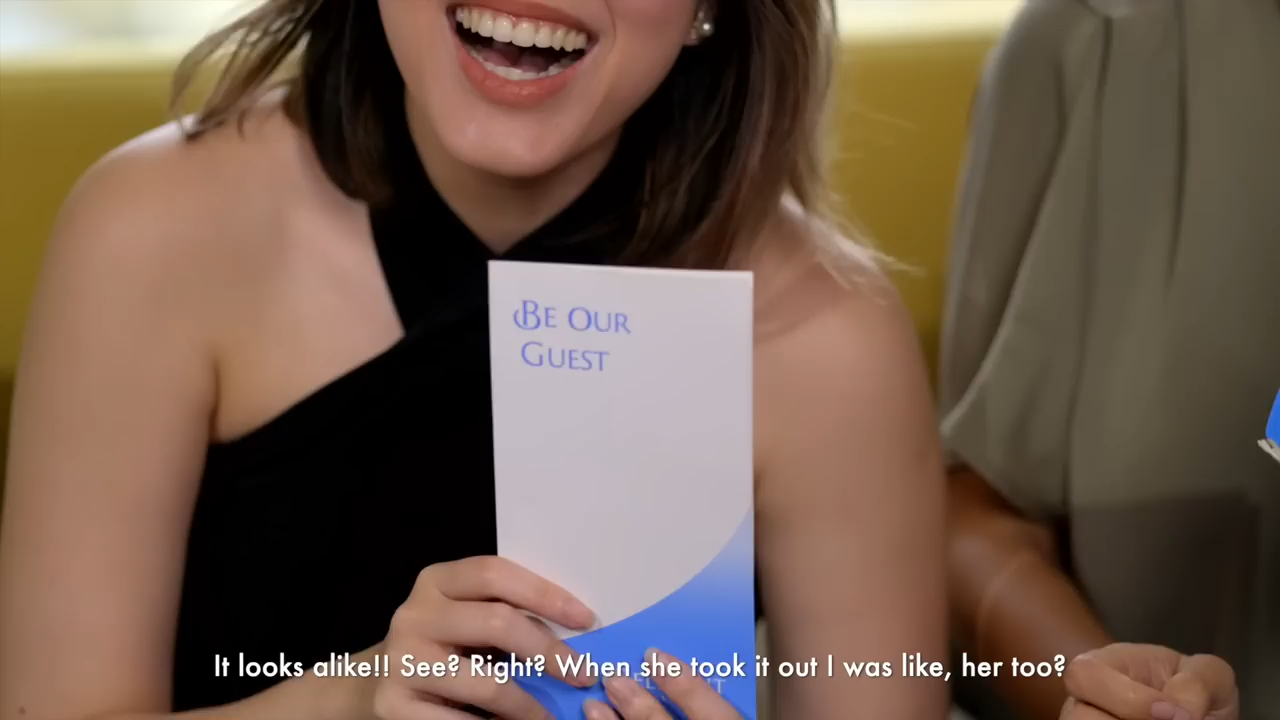 Be Our
Guest
It looks alike!! See? Right? When she took it out I was like, her too?